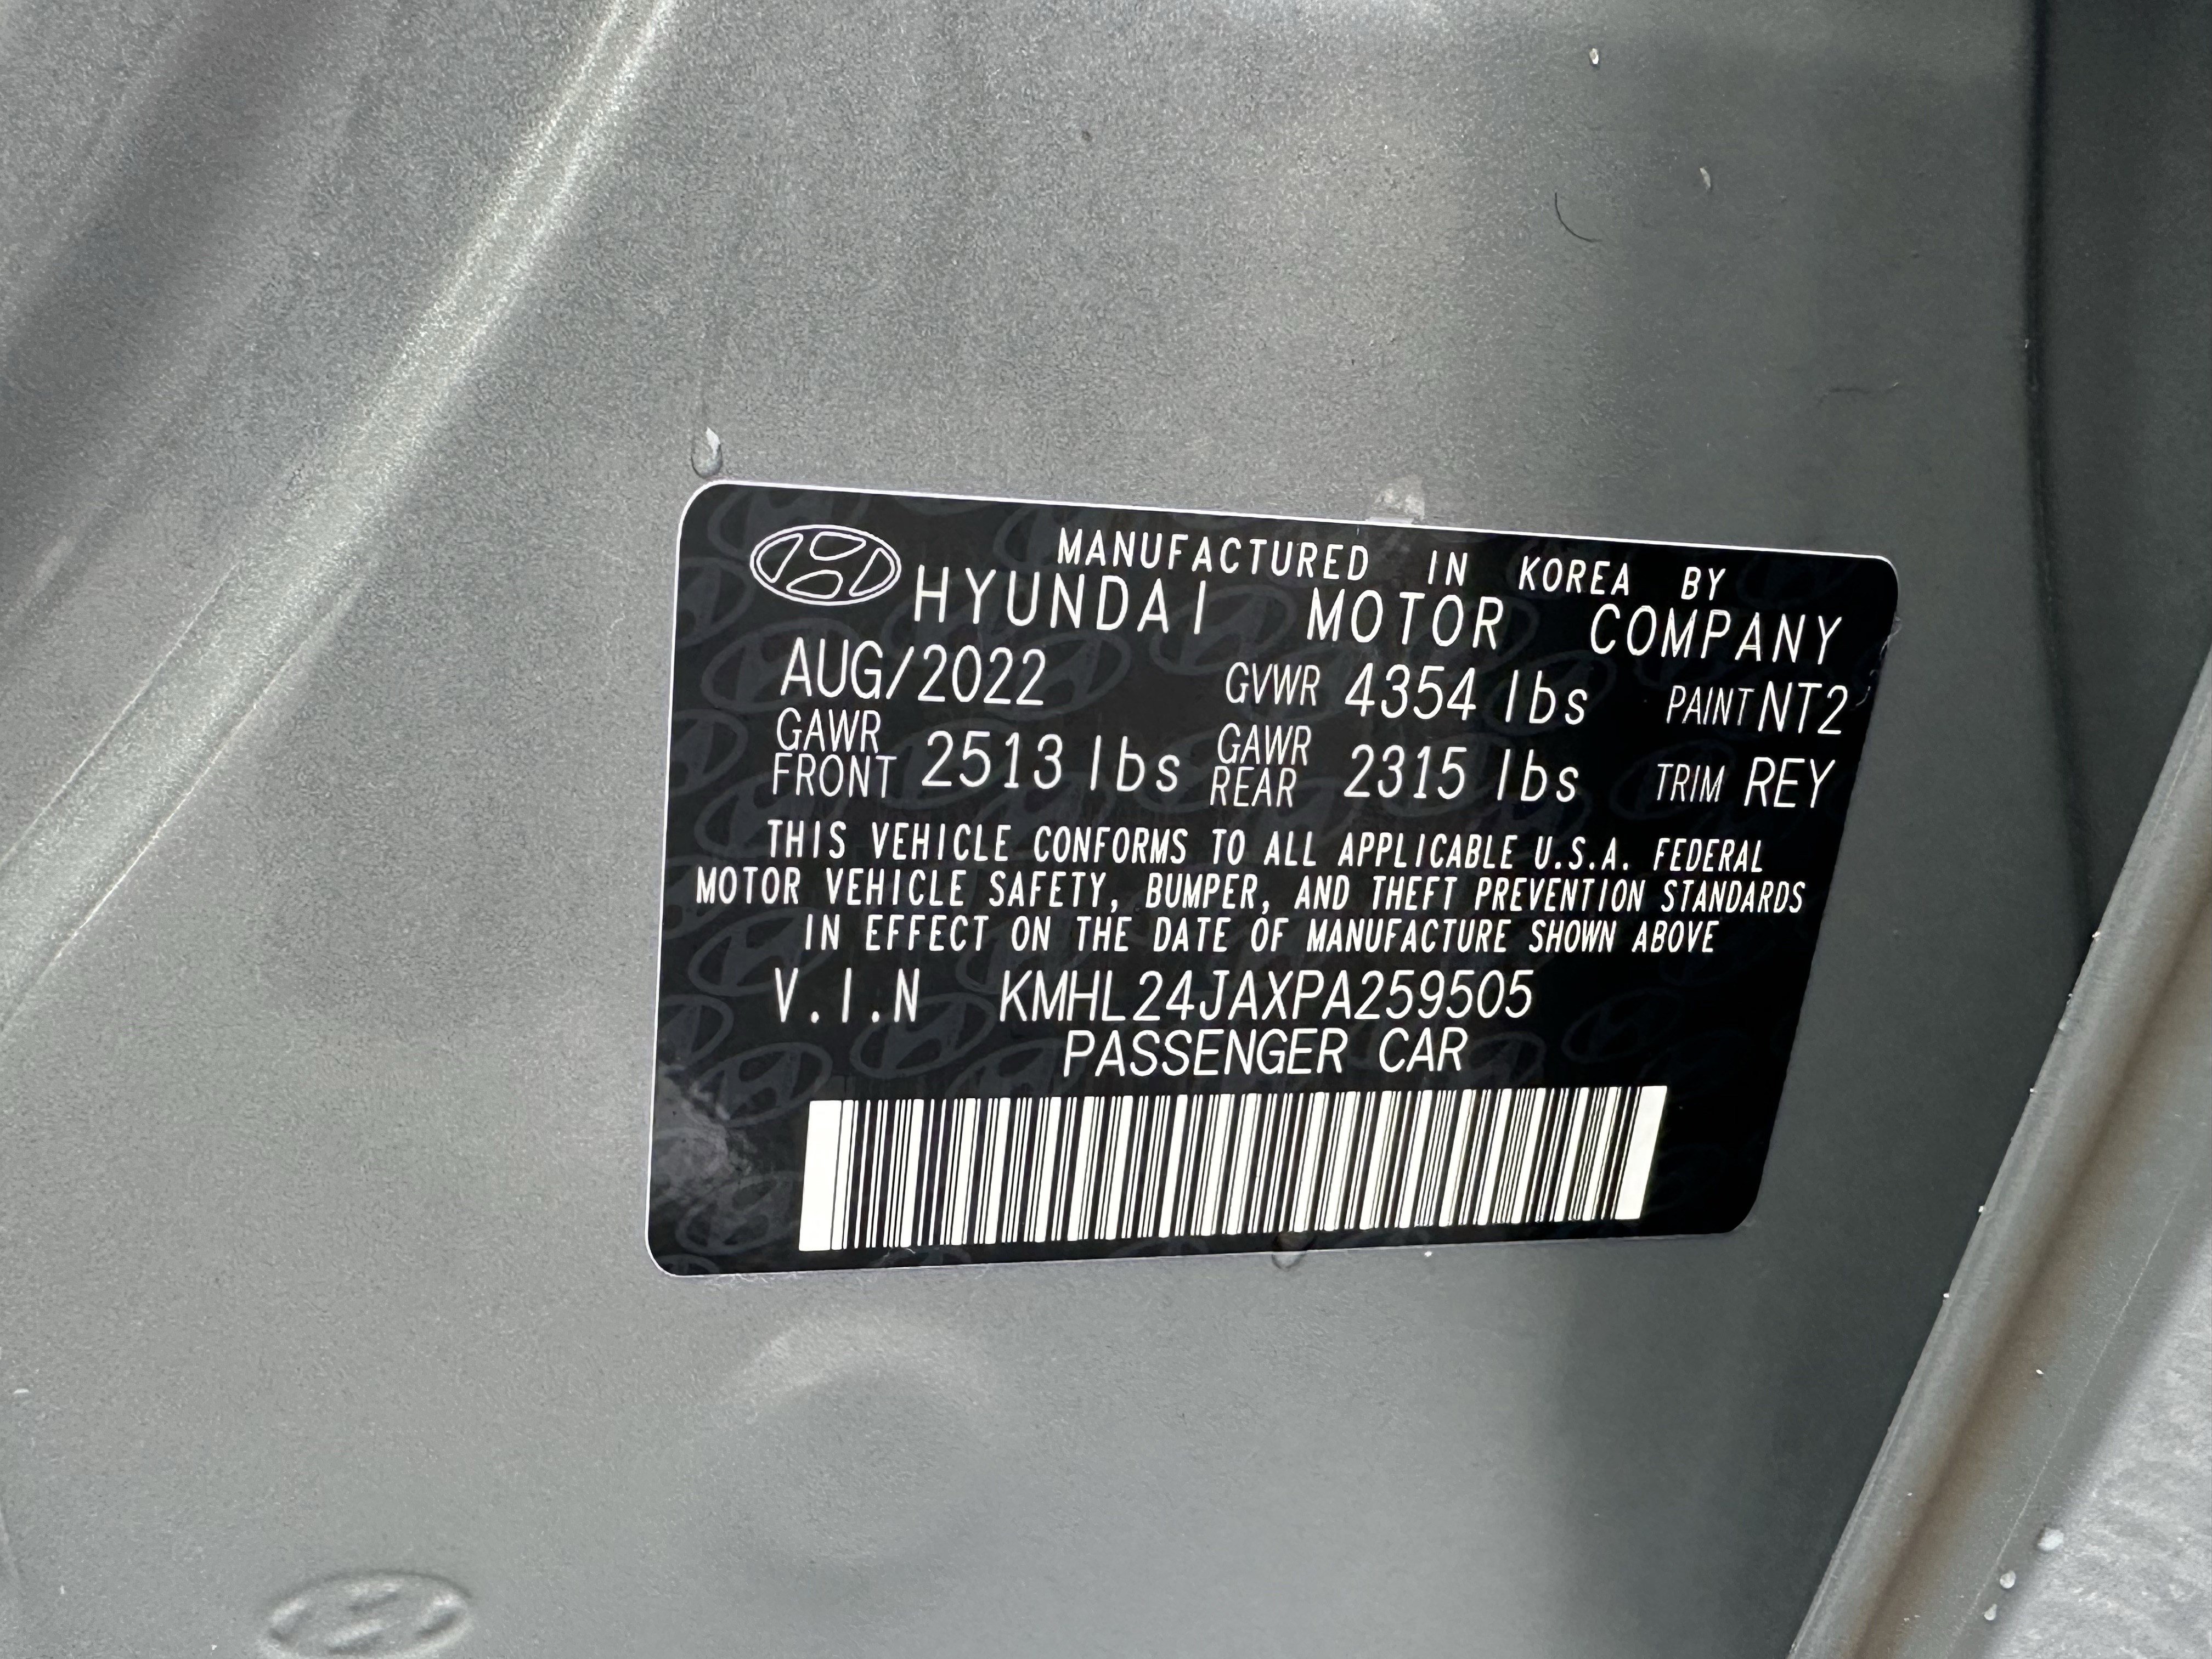 MANUFACTURED IN KOREA BY
HYUNDAI MOTOR COMPANY
AUG/2022 GVWR 4354 lbs PAINT NT2
GAWR FRONT 2513 lbs GAWR REAR 2315 lbs TRIM REY
THIS VEHICLE CONFORMS TO ALL APPLICABLE U.S.A. FEDERAL
MOTOR VEHICLE SAFETY, BUMPER, AND THEFT PREVENTION STANDARDS
IN EFFECT ON THE DATE OF MANUFACTURE SHOWN ABOVE
V.I.N KMHL24JAXPA259505
PASSENGER CAR